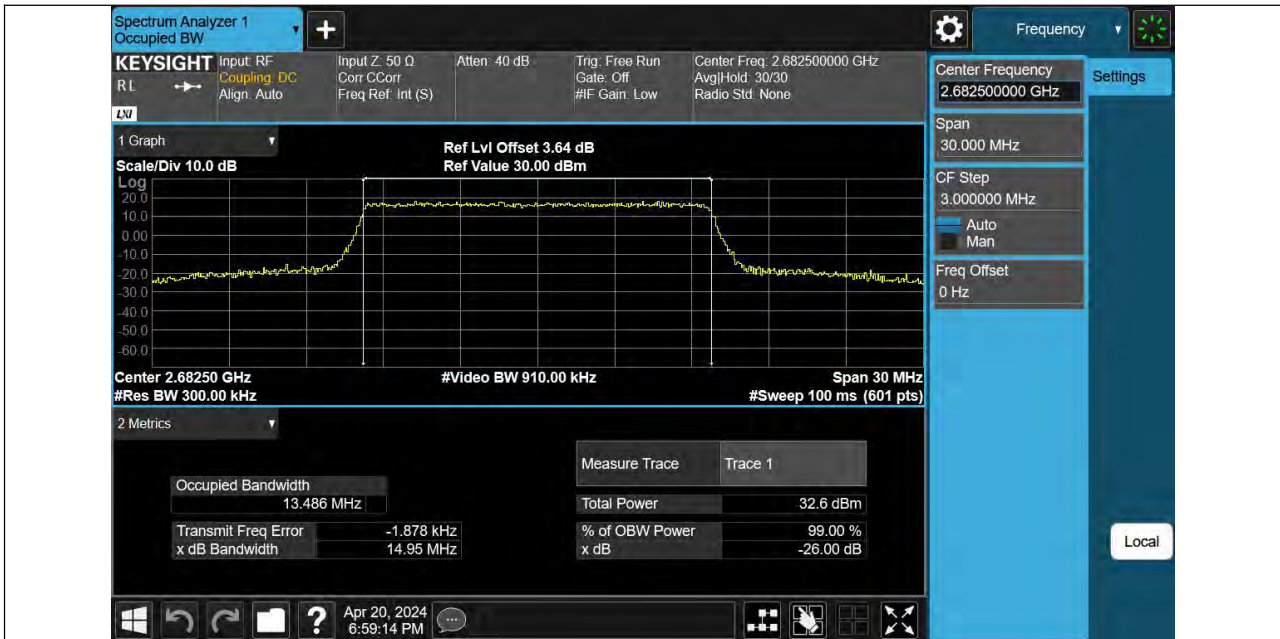 Spectrum Analyzer 1
Occupied BW
+
Frequency
KEYSIGHT
RL
LXI
Input: RF
Coupling: DC
Align: Auto
Input Z: 50 Ω
Corr CCorr
Freq Ref: Int (S)
Atten: 40 dB
Trig: Free Run
Gate: Off
#IF Gain: Low
Center Freq: 2.682500000 GHz
Avg|Hold: 30/30
Radio Std: None
1 Graph
Scale/Div 10.0 dB
Ref Lvl Offset 3.64 dB
Ref Value 30.00 dBm
Log
20.0
10.0
0.00
-10.0
-20.0
-30.0
-40.0
-50.0
-60.0
Center 2.68250 GHz
#Video BW 910.00 kHz
Span 30 MHz
#Res BW 300.00 kHz
#Sweep 100 ms (601 pts)
2 Metrics
Measure Trace Trace 1
Occupied Bandwidth
13.486 MHz
Total Power 32.6 dBm
Transmit Freq Error -1.878 kHz
% of OBW Power 99.00 %
x dB Bandwidth 14.95 MHz
x dB -26.00 dB
Center Frequency
2.682500000 GHz
Settings
Span
30.000 MHz
CF Step
3.000000 MHz
Auto
Man
Freq Offset
0 Hz
Local
?
Apr 20, 2024
6:59:14 PM